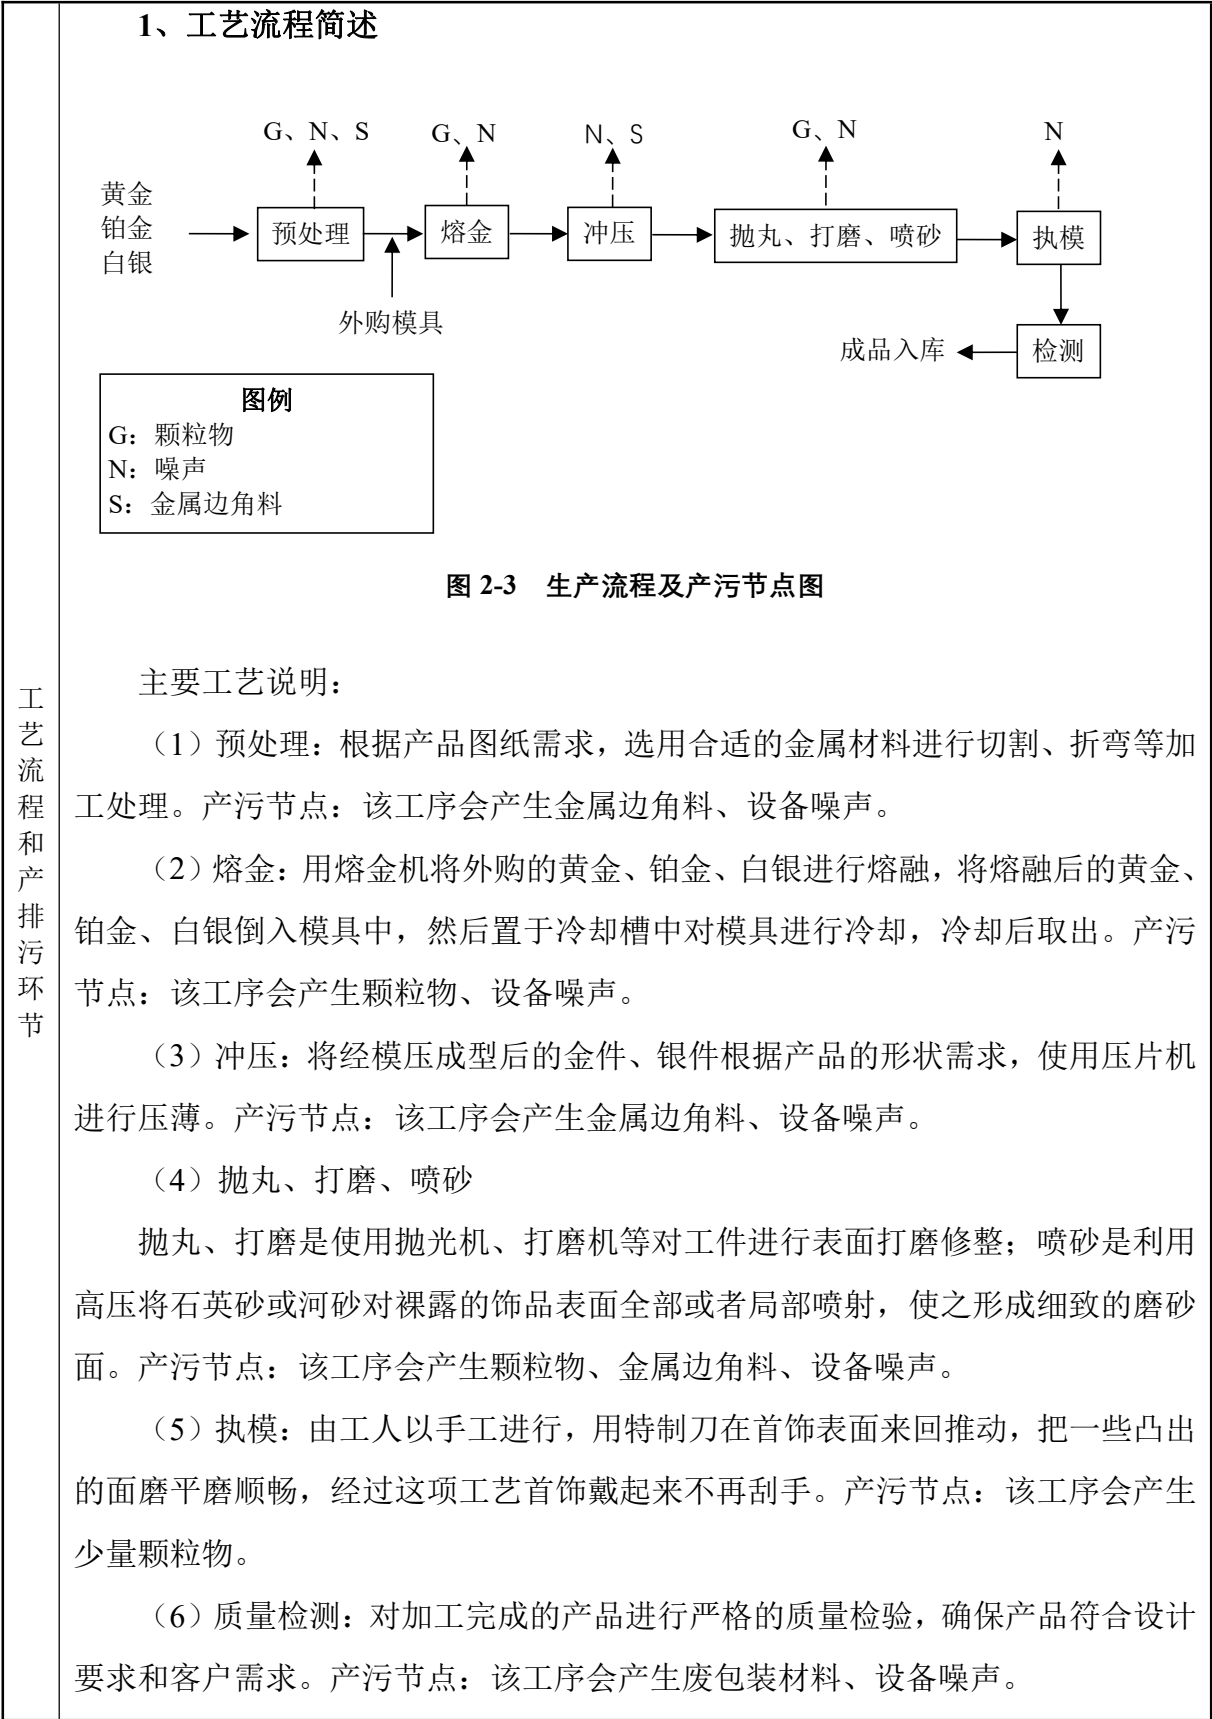 1、工艺流程简述
G、N、S
G、N
N、S
G、N
N
黄金
铂金
白银
预处理
熔金
冲压
抛丸、打磨、喷砂
执模
外购模具
成品入库
检测
图例
G：颗粒物
N：噪声
S：金属边角料
图 2-3 生产流程及产污节点图
工
艺
流
程
和
产
排
污
环
节
主要工艺说明：
（1）预处理：根据产品图纸需求，选用合适的金属材料进行切割、折弯等加
工处理。产污节点：该工序会产生金属边角料、设备噪声。
（2）熔金：用熔金机将外购的黄金、铂金、白银进行熔融，将熔融后的黄金、
铂金、白银倒入模具中，然后置于冷却槽中对模具进行冷却，冷却后取出。产污
节点：该工序会产生颗粒物、设备噪声。
（3）冲压：将经模压成型后的金件、银件根据产品的形状需求，使用压片机
进行压薄。产污节点：该工序会产生金属边角料、设备噪声。
（4）抛丸、打磨、喷砂
抛丸、打磨是使用抛光机、打磨机等对工件进行表面打磨修整；喷砂是利用
高压将石英砂或河砂对裸露的饰品表面全部或者局部喷射，使之形成细致的磨砂
面。产污节点：该工序会产生颗粒物、金属边角料、设备噪声。
（5）执模：由工人以手工进行，用特制刀在首饰表面来回推动，把一些凸出
的面磨平磨顺畅，经过这项工艺首饰戴起来不再刮手。产污节点：该工序会产生
少量颗粒物。
（6）质量检测：对加工完成的产品进行严格的质量检验，确保产品符合设计
要求和客户需求。产污节点：该工序会产生废包装材料、设备噪声。